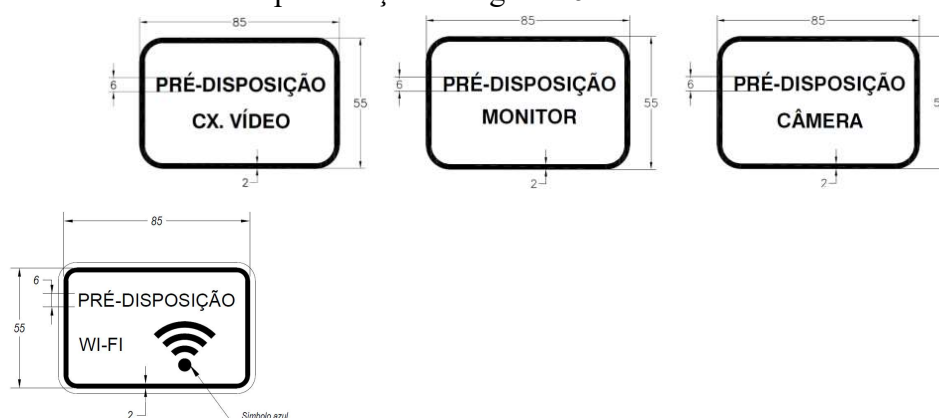 85
85
85
6
PRÉ-DISPOSIÇÃO
CX. VÍDEO
55
2
6
PRÉ-DISPOSIÇÃO
MONITOR
55
2
6
PRÉ-DISPOSIÇÃO
CÂMERA
2
85
6
55
PRÉ-DISPOSIÇÃO
WI-FI
2
Símbolo azul